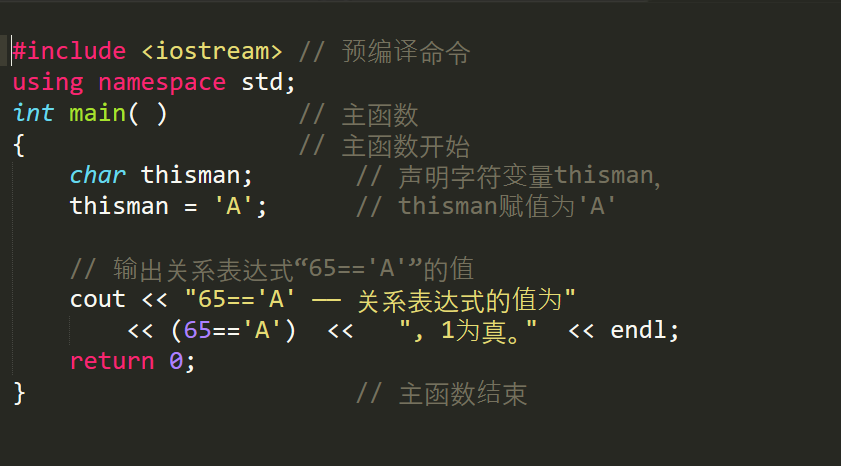 #include <iostream> // 预编译命令
using namespace std;
int main( )         // 主函数
{                   // 主函数开始
    char thisman;       // 声明字符变量thisman,
    thisman = 'A';      // thisman赋值为'A'
    // 输出关系表达式“65=='A'”的值
    cout << "65=='A' —— 关系表达式的值为"
        << (65=='A')  <<   ", 1为真。"  << endl;
    return 0;
}                       // 主函数结束